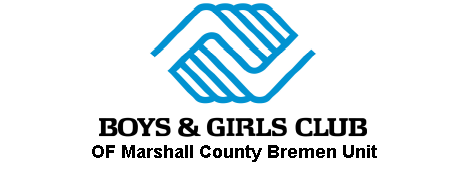 BOYS & GIRLS CLUB
OF Marshall County Bremen Unit